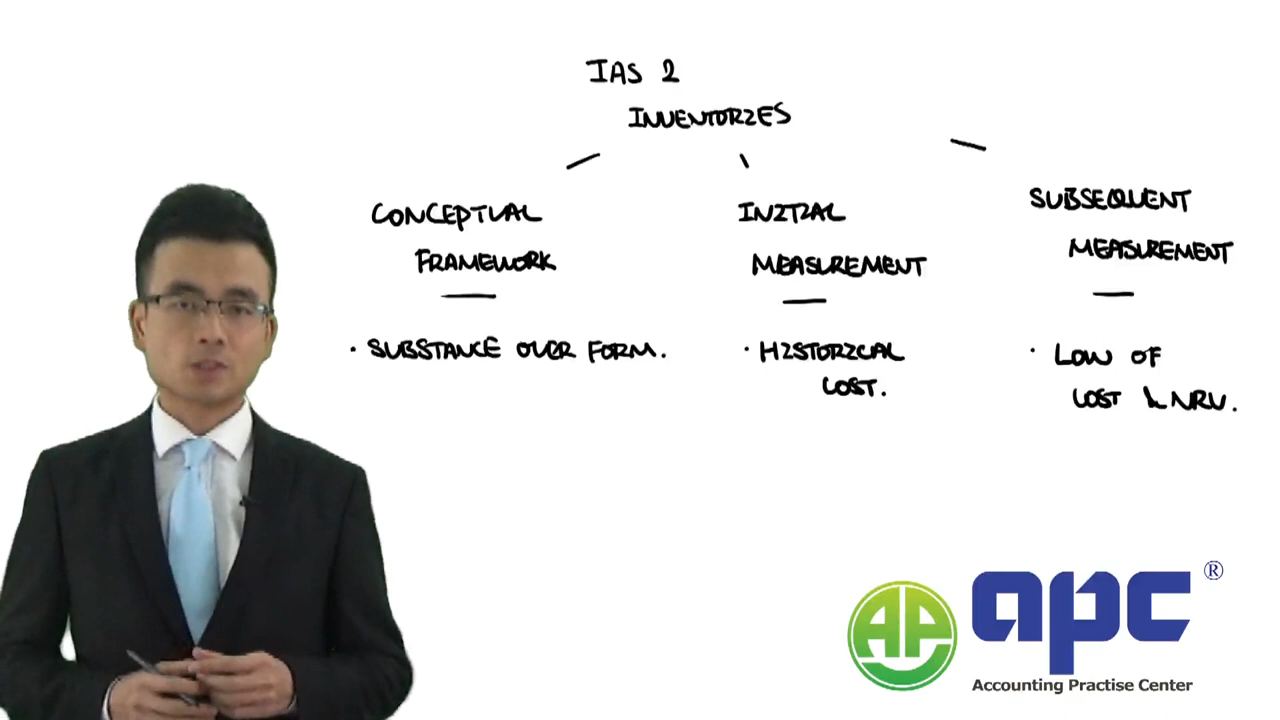 IAS 2
INVENTORIES
CONCEPTUAL
FRAMEWORK
• SUBSTANCE OVER FORM.
INITIAL
MEASUREMENT
• HISTORICAL
COST.
SUBSEQUENT
MEASUREMENT
• LOW OF
COST & NRV.
AP
apc®
Accounting Practise Center